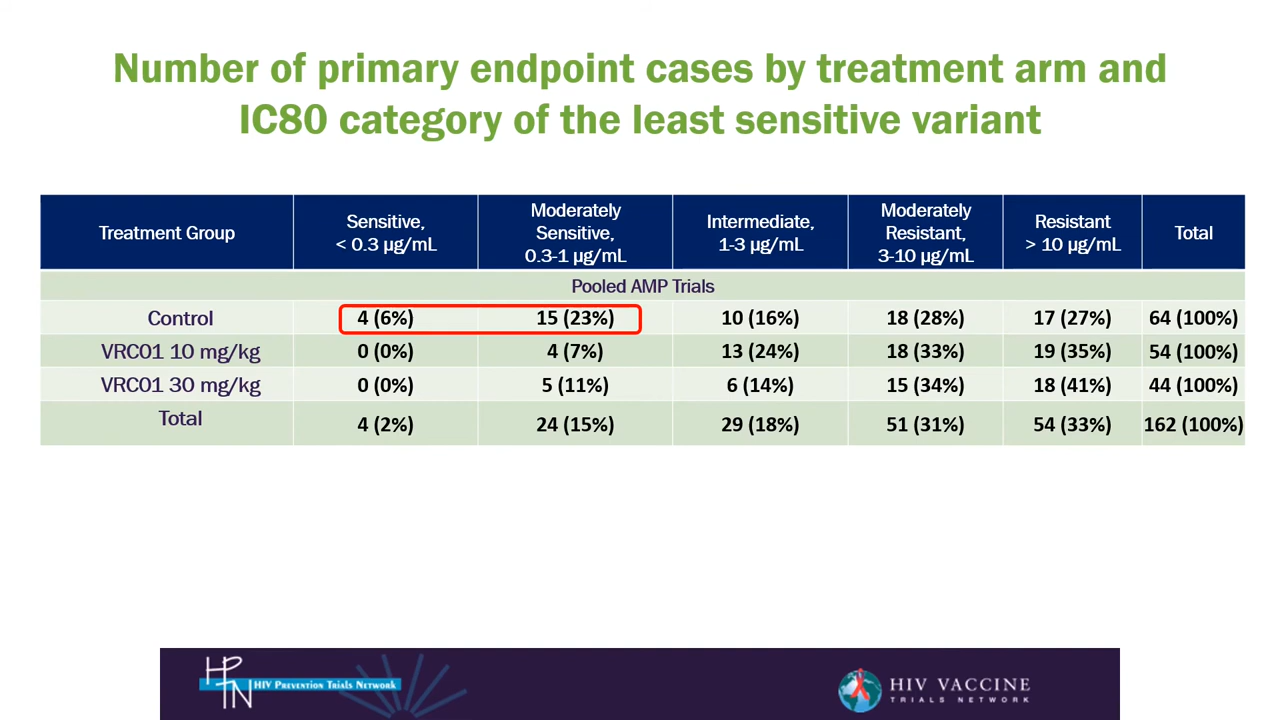 Number of primary endpoint cases by treatment arm and
IC80 category of the least sensitive variant
Treatment Group
Sensitive,
< 0.3 µg/mL
Moderately
Sensitive,
0.3-1 µg/mL
Intermediate,
1-3 µg/mL
Moderately
Resistant,
3-10 µg/mL
Resistant
> 10 µg/mL
Total
Pooled AMP Trials
Control 4 (6%) 15 (23%) 10 (16%) 18 (28%) 17 (27%) 64 (100%)
VRC01 10 mg/kg 0 (0%) 4 (7%) 13 (24%) 18 (33%) 19 (35%) 54 (100%)
VRC01 30 mg/kg 0 (0%) 5 (11%) 6 (14%) 15 (34%) 18 (41%) 44 (100%)
Total 4 (2%) 24 (15%) 29 (18%) 51 (31%) 54 (33%) 162 (100%)
HPTN
HIV PREVENTION TRIALS NETWORK
HIV VACCINE
TRIALS NETWORK